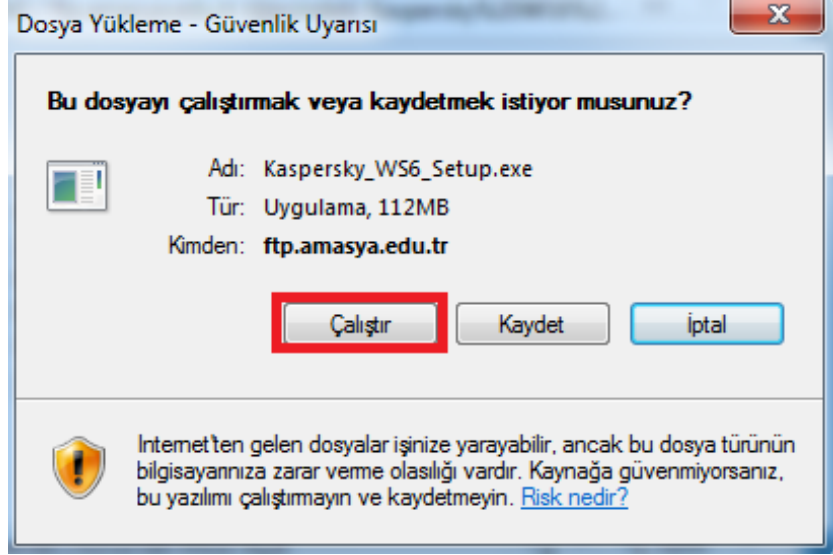 Dosya Yükleme - Güvenlik Uyarısı
Bu dosyayı çalıştırmak veya kaydetmek istiyor musunuz?
Adı: Kaspersky_WS6_Setup.exe
Tür: Uygulama, 112MB
Kimden: ftp.amasya.edu.tr
Çalıştır Kaydet İptal
Internet'ten gelen dosyalar işinize yarayabilir, ancak bu dosya türünün
bilgisayarınıza zarar verme olasılığı vardır. Kaynağa güvenmiyorsanız,
bu yazılımı çalıştırmayın ve kaydetmeyin. Risk nedir?